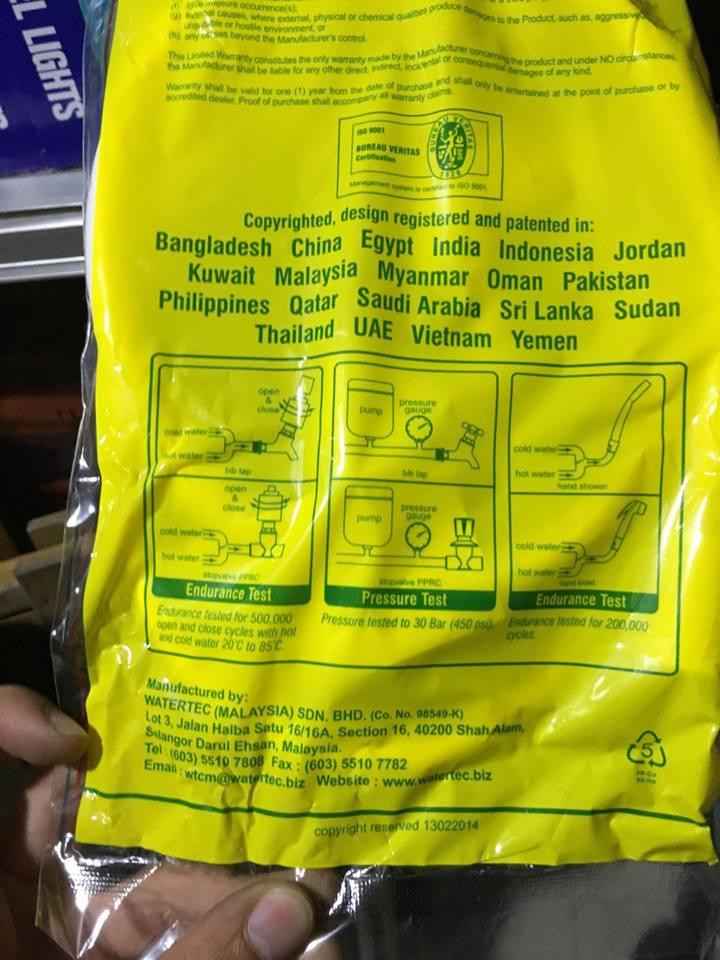 EL LIGHTS
majeure occurrence(s);
(g) external causes, where external, physical or chemical qualities produce damages to the Product, such as, aggressive,
or hostile environment; or
(h). any causes beyond the Manufacturer's control.
This Limited Warranty constitutes the only warranty made by the Manufacturer concerning the product and under NO circumstances,
the Manufacturer shall be liable for any other direct, indirect, incidental or consequential damages of any kind.
Warranty shall be valid for one (1) year from the date of purchase and shall only be entertained at the point of purchase or by
accredited dealer. Proof of purchase shall accompany all warranty claims.
ISO 9001
BUREAU VERITAS
Certification
BUREAU VERITAS
1828
Management system is certified to ISO 9001
Copyrighted, design registered and patented in:
Bangladesh China Egypt India Indonesia Jordan
Kuwait Malaysia Myanmar Oman Pakistan
Philippines Qatar Saudi Arabia Sri Lanka Sudan
Thailand UAE Vietnam Yemen
open
&
close
cold water
hot water
bib tap
open
&
close
cold water
hot water
stopvalve PPRC
Endurance Test
Endurance tested for 500,000
open and close cycles with hot
and cold water 20°C to 85°C.
pump
pressure
gauge
bib tap
pump
pressure
gauge
stopvalve PPRC
Pressure Test
Pressure tested to 30 Bar (450 psi).
cold water
hot water
hand shower
cold water
hot water
hand bidet
Endurance Test
Endurance tested for 200,000
cycles.
Manufactured by:
WATERTEC (MALAYSIA) SDN. BHD. (Co. No. 98549-K)
Lot 3, Jalan Halba Satu 16/16A, Section 16, 40200 Shah Alam,
Selangor Darul Ehsan, Malaysia.
Tel : (603) 5510 7808 Fax : (603) 5510 7782
Email : wtcm@watertec.biz Website : www.watertec.biz
5
copyright reserved 13022014